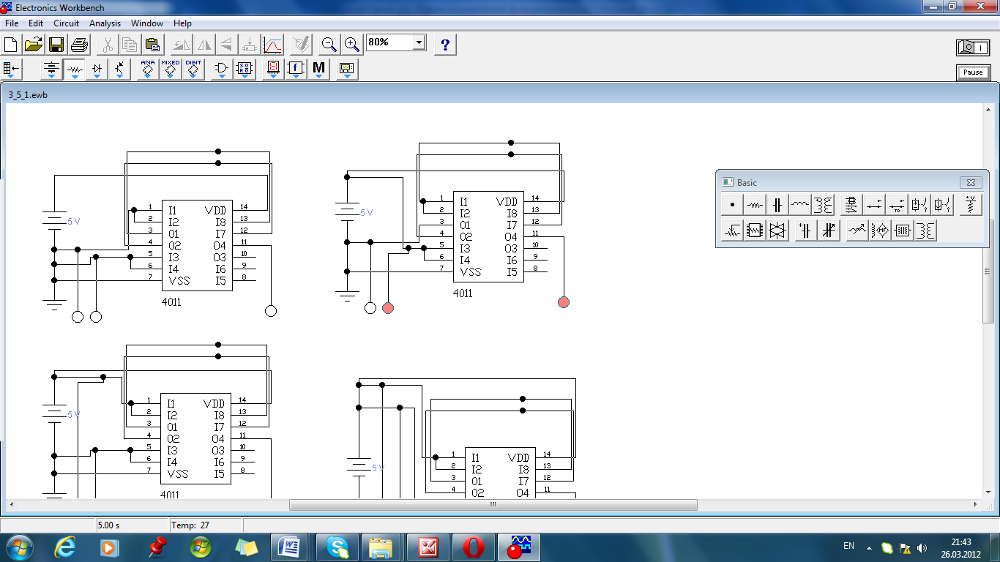 Electronics Workbench
File Edit Circuit Analysis Window Help
80%
?
ANA MIXED DIGIT
f M
I
Pause
3_5_1.ewb
Basic
5 V
1 I1 VDD 14
2 I2 I8 13
3 O1 I7 12
4 O2 O4 11
5 I3 O3 10
6 I4 I6 9
7 VSS I5 8
4011
5 V
1 I1 VDD 14
2 I2 I8 13
3 O1 I7 12
4 O2 O4 11
5 I3 O3 10
6 I4 I6 9
7 VSS I5 8
4011
5 V
1 I1 VDD 14
2 I2 I8 13
3 O1 I7 12
4 O2 O4 11
5 I3 O3 10
6 I4 I6 9
7 VSS I5 8
4011
5 V
1 I1 VDD 14
2 I2 I8 13
3 O1 I7 12
4 O2 O4 11
5.00 s Temp: 27
EN
21:43
26.03.2012